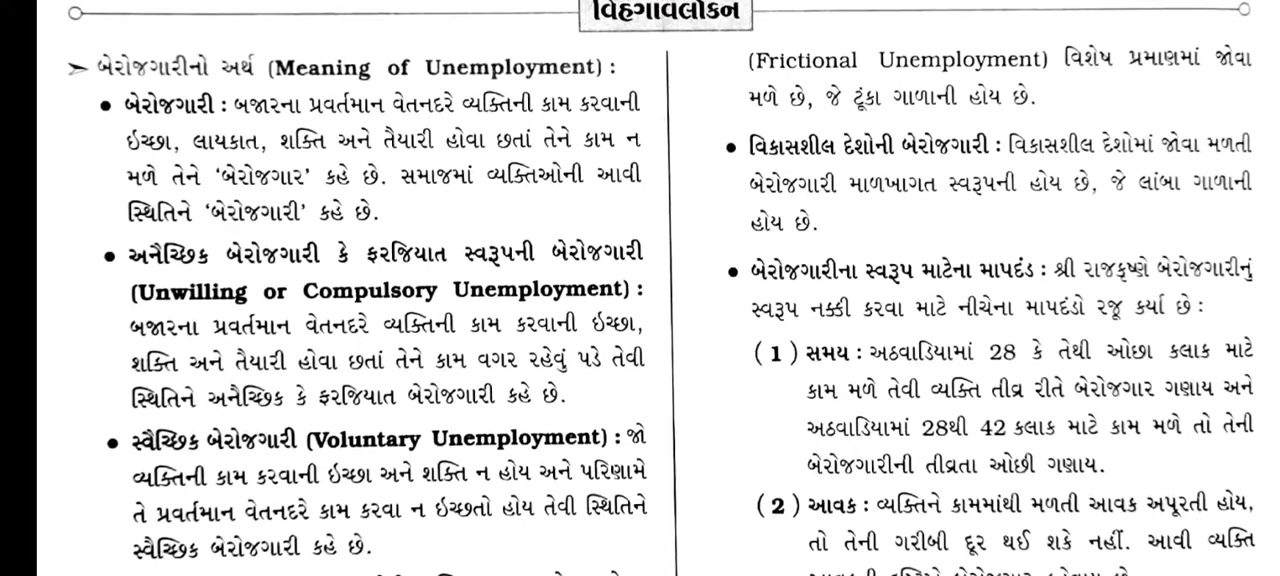 વિહંગાવલોકન
➤ બેરોજગારીનો અર્થ (Meaning of Unemployment) :
• બેરોજગારી : બજારના પ્રવર્તમાન વેતનદરે વ્યક્તિની કામ કરવાની
ઇચ્છા, લાયકાત, શક્તિ અને તૈયારી હોવા છતાં તેને કામ ન
મળે તેને ‘બેરોજગાર’ કહે છે. સમાજમાં વ્યક્તિઓની આવી
સ્થિતિને ‘બેરોજગારી’ કહે છે.
• અનૈચ્છિક બેરોજગારી કે ફરજિયાત સ્વરૂપની બેરોજગારી
(Unwilling or Compulsory Unemployment) :
બજારના પ્રવર્તમાન વેતનદરે વ્યક્તિની કામ કરવાની ઇચ્છા,
શક્તિ અને તૈયારી હોવા છતાં તેને કામ વગર રહેવું પડે તેવી
સ્થિતિને અનૈચ્છિક કે ફરજિયાત બેરોજગારી કહે છે.
• સ્વૈચ્છિક બેરોજગારી (Voluntary Unemployment) : જો
વ્યક્તિની કામ કરવાની ઇચ્છા અને શક્તિ ન હોય અને પરિણામે
તે પ્રવર્તમાન વેતનદરે કામ કરવા ન ઇચ્છતો હોય તેવી સ્થિતિને
સ્વૈચ્છિક બેરોજગારી કહે છે.
(Frictional Unemployment) વિશેષ પ્રમાણમાં જોવા
મળે છે, જે ટૂંકા ગાળાની હોય છે.
• વિકાસશીલ દેશોની બેરોજગારી : વિકાસશીલ દેશોમાં જોવા મળતી
બેરોજગારી માળખાગત સ્વરૂપની હોય છે, જે લાંબા ગાળાની
હોય છે.
• બેરોજગારીના સ્વરૂપ માટેના માપદંડ : શ્રી રાજકૃષ્ણે બેરોજગારીનું
સ્વરૂપ નક્કી કરવા માટે નીચેના માપદંડો રજૂ કર્યા છે :
(1) સમય : અઠવાડિયામાં 28 કે તેથી ઓછા કલાક માટે
કામ મળે તેવી વ્યક્તિ તીવ્ર રીતે બેરોજગાર ગણાય અને
અઠવાડિયામાં 28થી 42 કલાક માટે કામ મળે તો તેની
બેરોજગારીની તીવ્રતા ઓછી ગણાય.
(2) આવક : વ્યક્તિને કામમાંથી મળતી આવક અપૂરતી હોય,
તો તેની ગરીબી દૂર થઈ શકે નહીં. આવી વ્યક્તિ